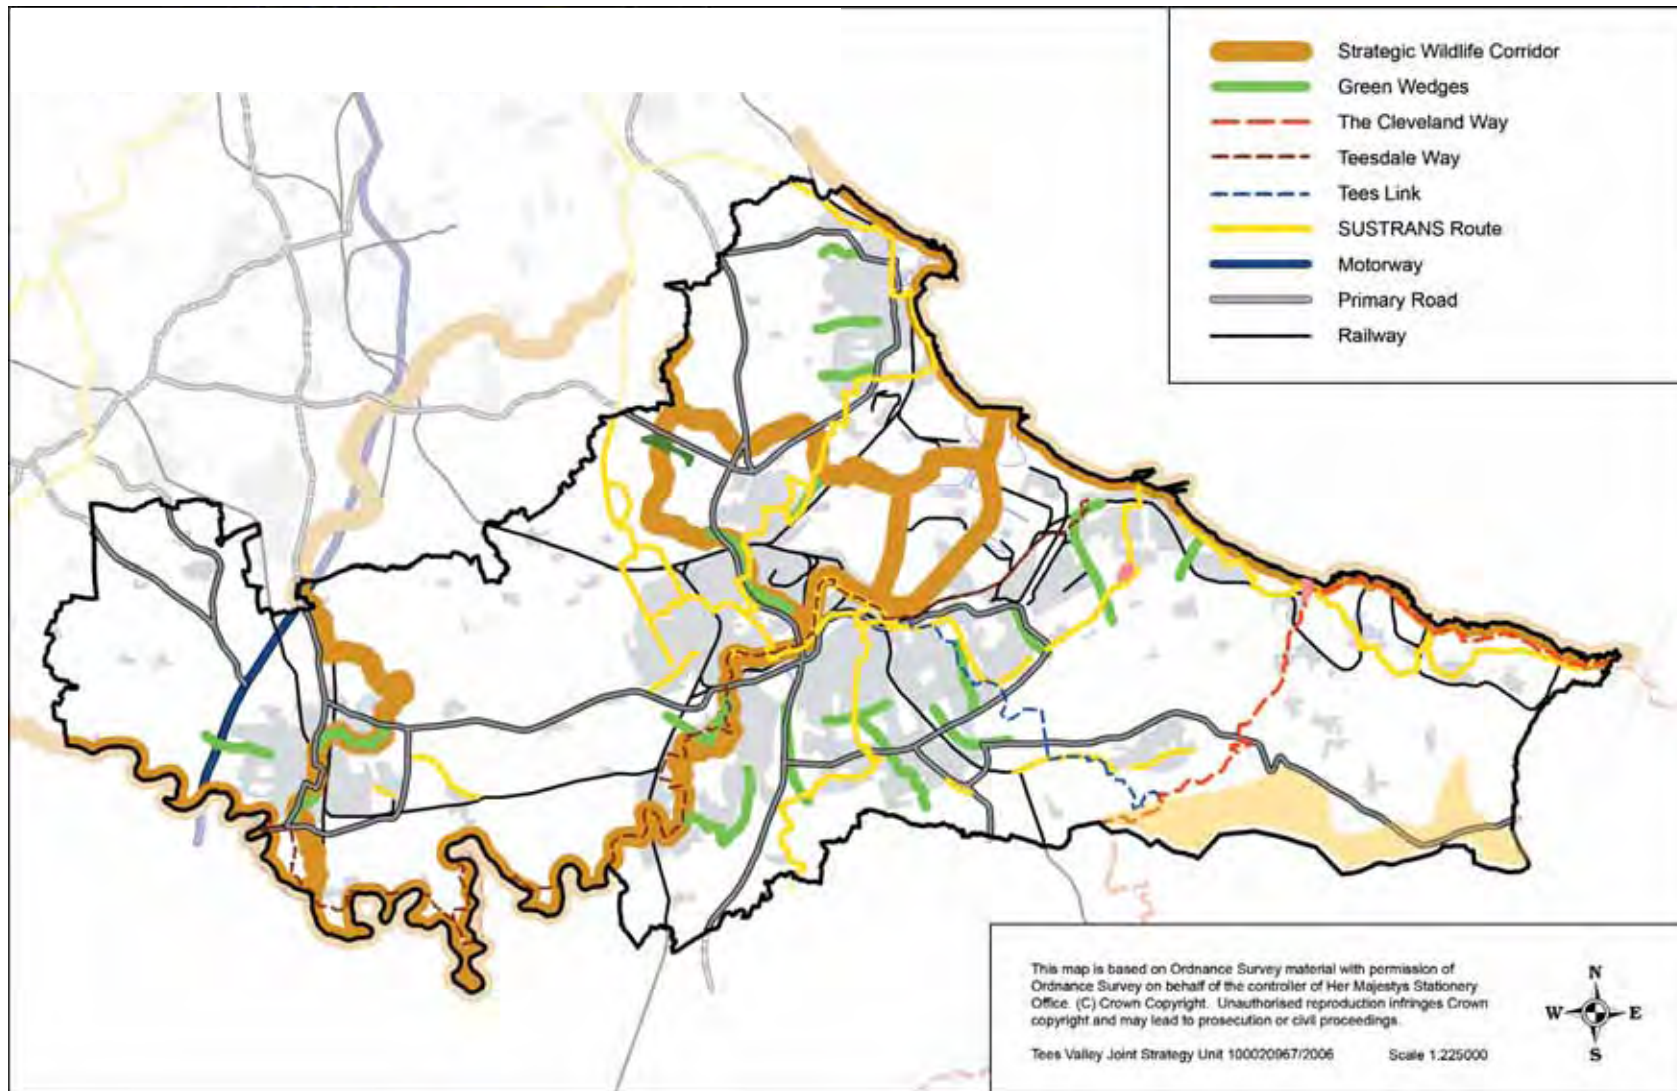 Strategic Wildlife Corridor
Green Wedges
The Cleveland Way
Teesdale Way
Tees Link
SUSTRANS Route
Motorway
Primary Road
Railway
This map is based on Ordnance Survey material with permission of
Ordnance Survey on behalf of the controller of Her Majestys Stationery
Office. (C) Crown Copyright. Unauthorised reproduction infringes Crown
copyright and may lead to prosecution or civil proceedings.
Tees Valley Joint Strategy Unit 100020967/2006 Scale 1:225000
N
W E
S